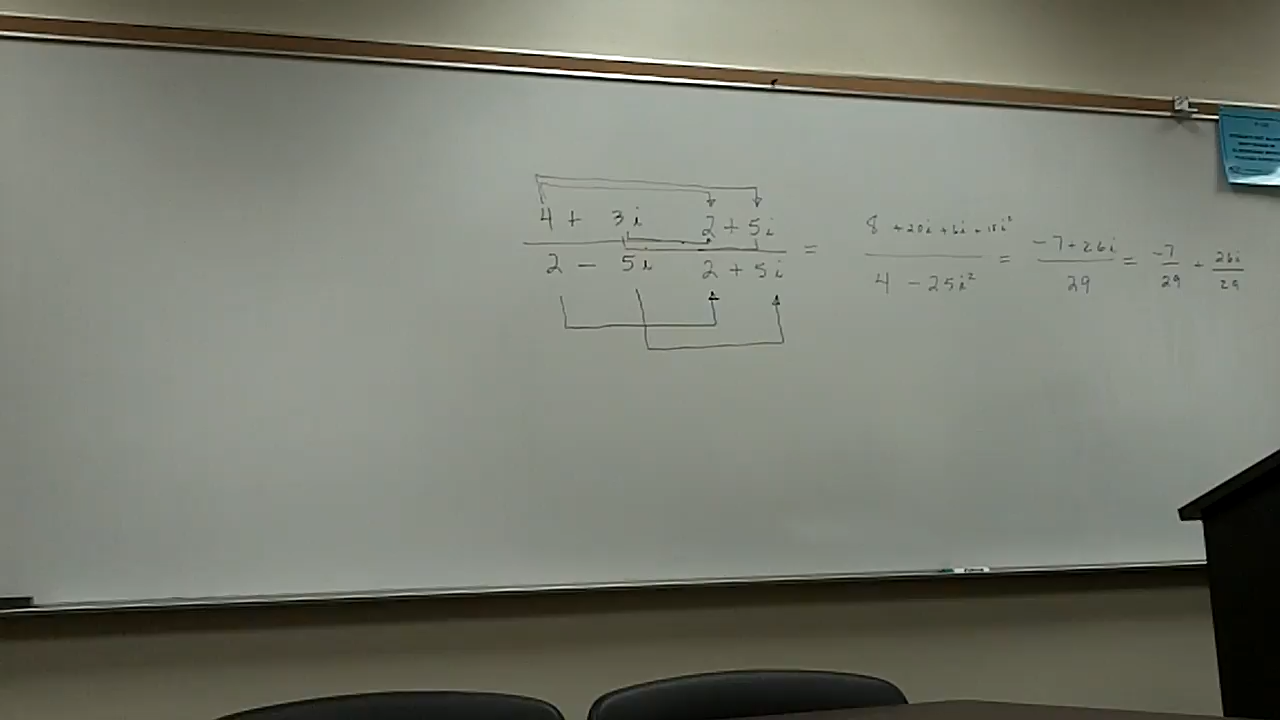 4 + 3i 2 + 5i = 8 + 20i + 6i + 15i² = -7 + 26i = -7 + 26i
2 - 5i 2 + 5i 4 - 25i² 29 29 29